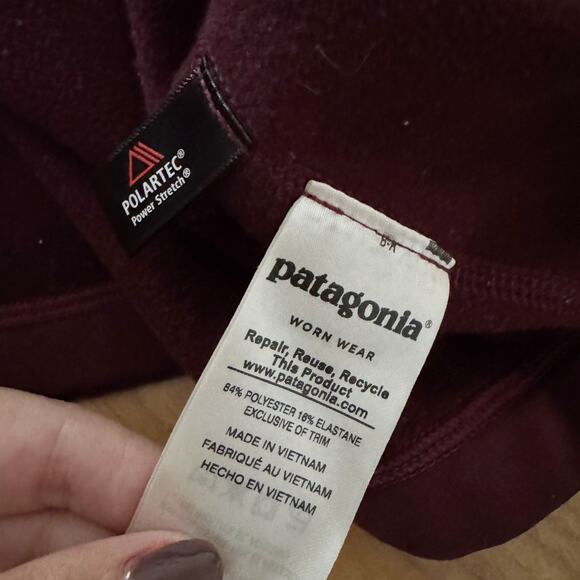 POLARTEC®
Power Stretch®
B-K
patagonia®
WORN WEAR
Repair, Reuse, Recycle
This Product
www.patagonia.com
84% POLYESTER 16% ELASTANE
EXCLUSIVE OF TRIM
MADE IN VIETNAM
FABRIQUÉ AU VIETNAM
HECHO EN VIETNAM